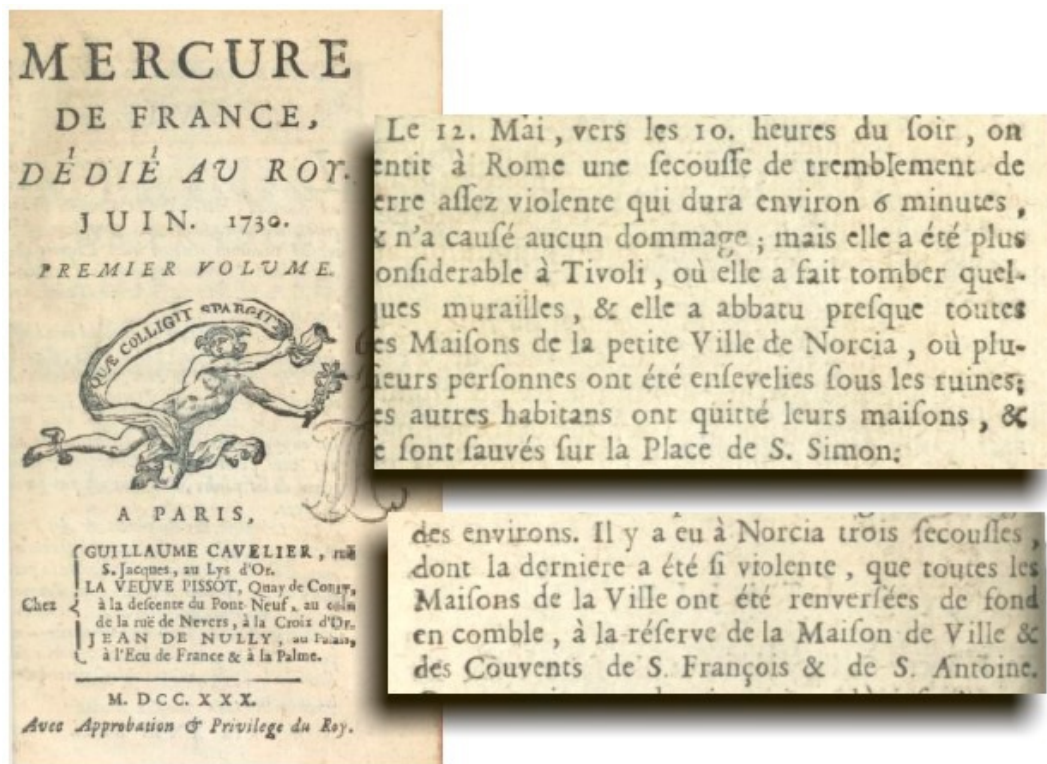 MERCURE
DE FRANCE,
DÉDIÉ AU ROY.
JUIN. 1730.
PREMIER VOLUME.
QUÆ COLLIGIT SPARGIT
A PARIS,
Chez
GUILLAUME CAVELIER, ruë
S. Jacques, au Lys d'Or.
LA VEUVE PISSOT, Quay de Conty,
à la descente du Pont-Neuf, au coin
de la ruë de Nevers, à la Croix d'Or.
JEAN DE NULLY, au Palais,
à l'Ecu de France & à la Palme.
M. DCC. XXX.
Avec Approbation & Privilege du Roy.
Le 12. Mai, vers les 10. heures du ſoir, on
entit à Rome une ſecouſſe de tremblement de
erre aſſez violente qui dura environ 6 minutes,
& n'a cauſé aucun dommage; mais elle a été plus
onſiderable à Tivoli, où elle a fait tomber quel-
ques murailles, & elle a abbatu preſque toutes
es Maiſons de la petite Ville de Norcia, où plu-
ſieurs perſonnes ont été enſevelies ſous les ruines;
es autres habitans ont quitté leurs maiſons, &
e ſont ſauvés ſur la Place de S. Simon:
des environs. Il y a eu à Norcia trois ſecouſſes,
dont la derniere a été ſi violente, que toutes les
Maiſons de la Ville ont été renverſées de fond
en comble, à la réſerve de la Maiſon de Ville &
des Couvents de S. François & de S. Antoine.